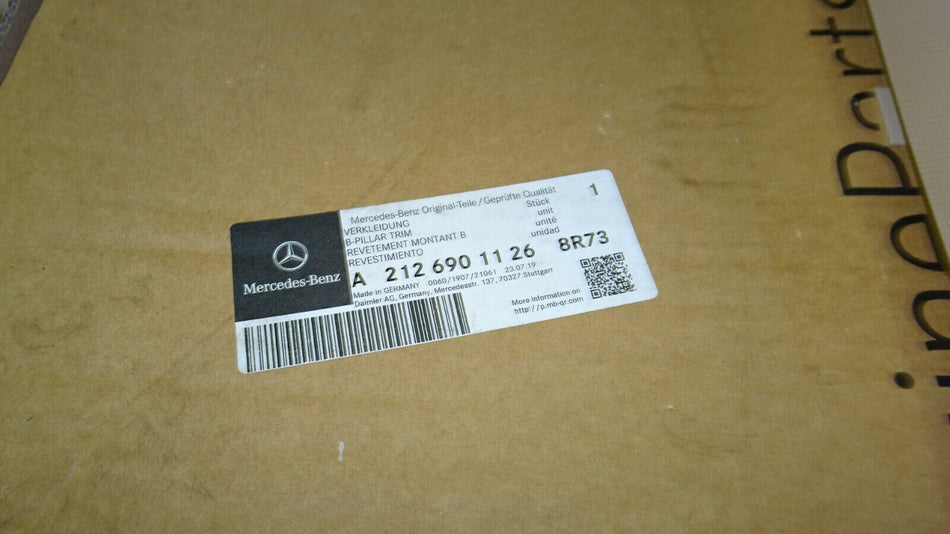 Mercedes-Benz Original-Teile/Geprüfte Qualität
1
VERKLEIDUNG
Stück
B-PILLAR TRIM
unit
REVETEMENT MONTANT B
unité
REVESTIMIENTO
unidad
A 212 690 11 26 8R73
Made in GERMANY 0060/1907/21061 23.07.19
Daimler AG, Germany, Mercedesstr. 137, 70327 Stuttgart
Mercedes-Benz
More information on
http://p.mb-qr.com
inePart